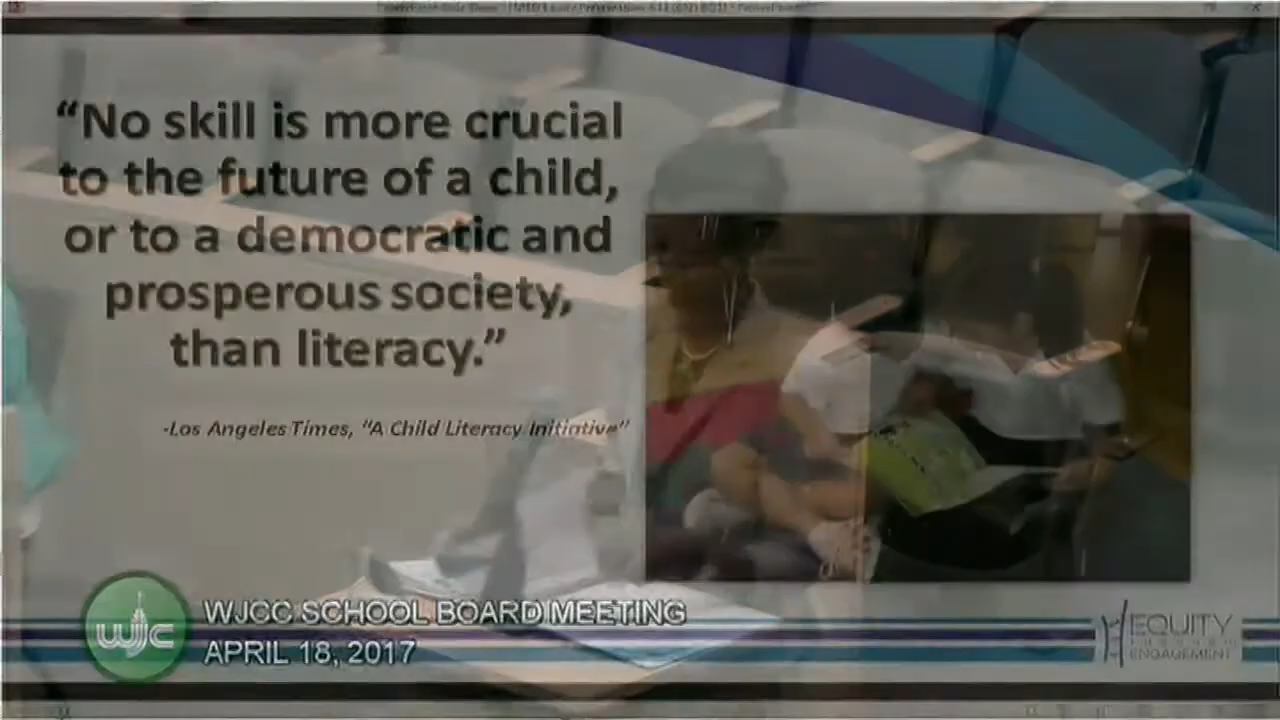 “No skill is more crucial
to the future of a child,
or to a democratic and
prosperous society,
than literacy.”
-Los Angeles Times, “A Child Literacy Initiative”
WJCC SCHOOL BOARD MEETING
APRIL 18, 2017
WJC
EQUITY
ENGAGEMENT